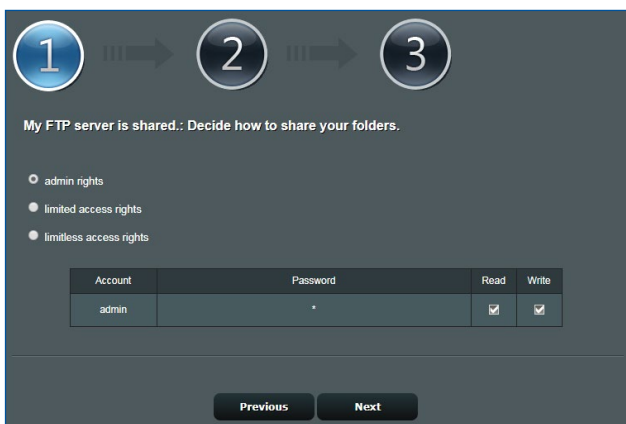 1 2 3
My FTP server is shared.: Decide how to share your folders.
admin rights
limited access rights
limitless access rights
Account Password Read Write
admin *
Previous Next